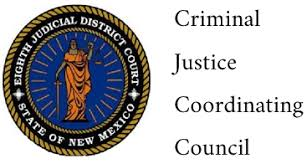 EIGHTH JUDICIAL DISTRICT COURT
STATE OF NEW MEXICO
Criminal
Justice
Coordinating
Council